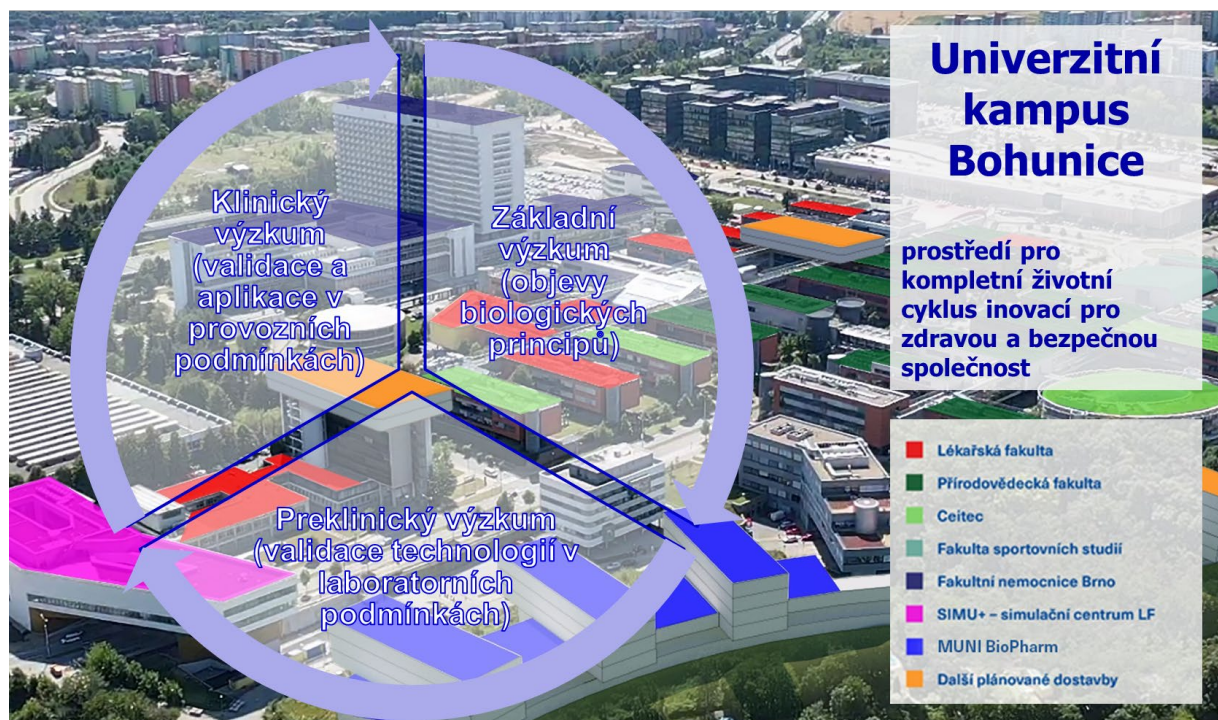 Univerzitní
kampus
Bohunice
prostředí pro
kompletní životní
cyklus inovací pro
zdravou a bezpečnou
společnost
Klinický
výzkum
(validace a
aplikace v
provozních
podmínkách)
Základní
výzkum
(objevy
biologických
principů)
Preklinický výzkum
(validace technologií v
laboratorních
podmínkách)
Lékařská fakulta
Přírodovědecká fakulta
Ceitec
Fakulta sportovních studií
Fakultní nemocnice Brno
SIMU+ – simulační centrum LF
MUNI BioPharm
Další plánované dostavby